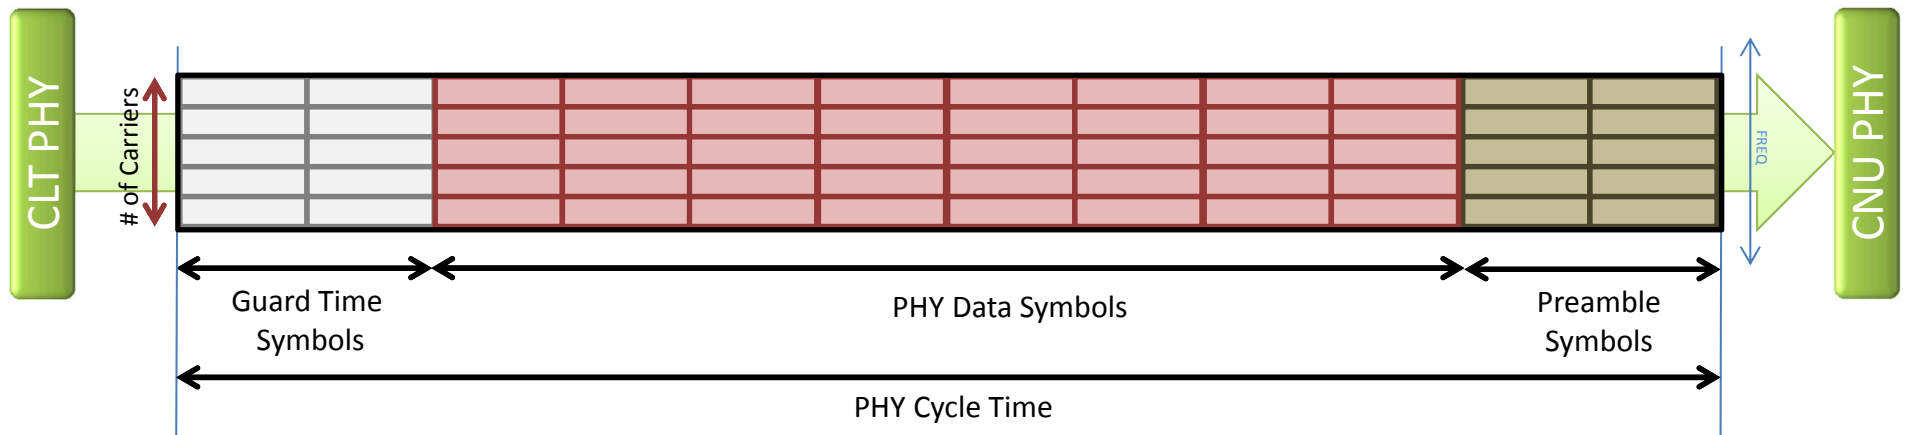 CLT PHY
# of Carriers
FREQ
CNU PHY
Guard Time
Symbols
PHY Data Symbols
Preamble
Symbols
PHY Cycle Time